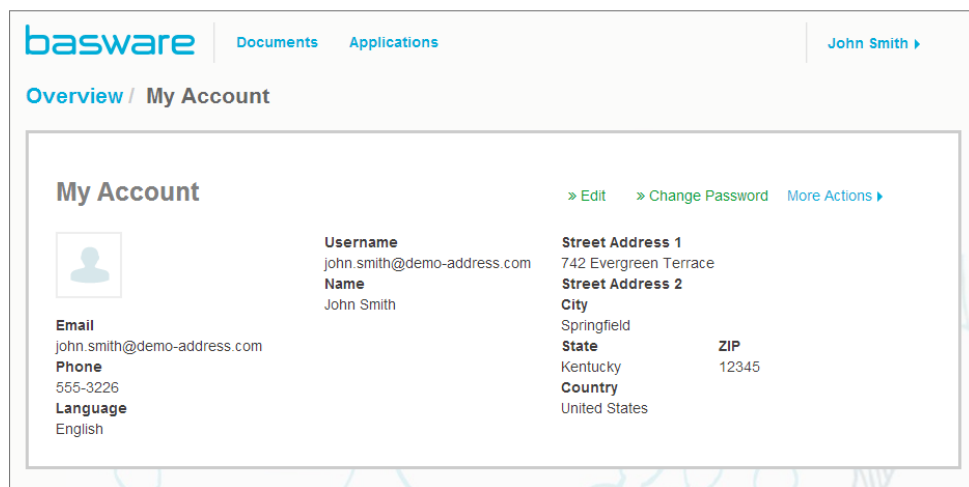 basware Documents Applications John Smith
Overview / My Account
My Account » Edit » Change Password More Actions
Username
john.smith@demo-address.com
Name
John Smith
Email
john.smith@demo-address.com
Phone
555-3226
Language
English
Street Address 1
742 Evergreen Terrace
Street Address 2
City
Springfield
State ZIP
Kentucky 12345
Country
United States